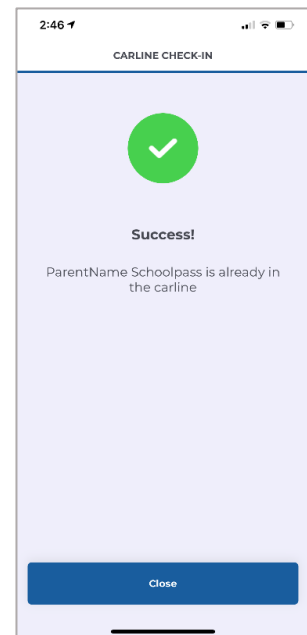 2:46
CARLINE CHECK-IN
Success!
ParentName Schoolpass is already in
the carline
Close